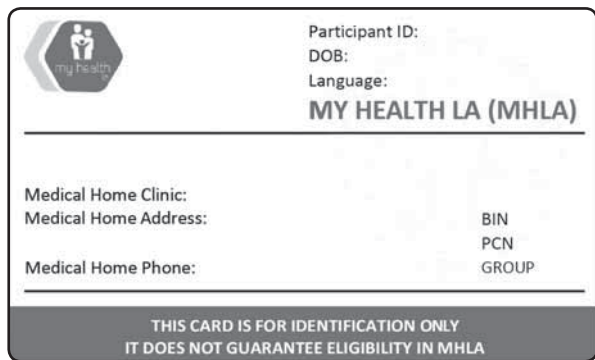 my health
LA
Participant ID:
DOB:
Language:
MY HEALTH LA (MHLA)
Medical Home Clinic:
Medical Home Address:
BIN
PCN
Medical Home Phone:
GROUP
THIS CARD IS FOR IDENTIFICATION ONLY
IT DOES NOT GUARANTEE ELIGIBILITY IN MHLA